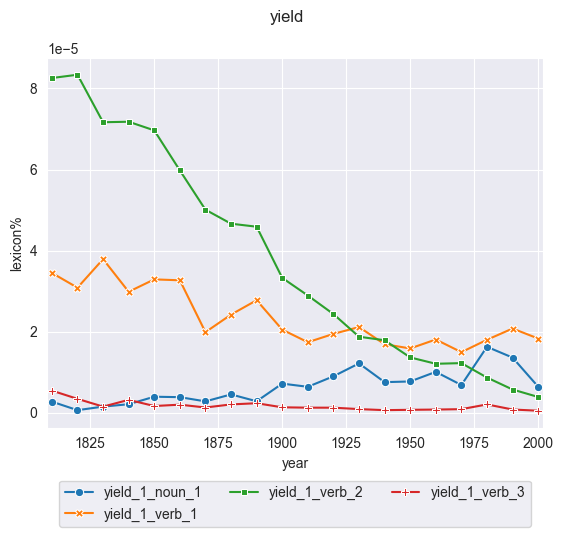 yield
1e−5
8
6
4
2
0
lexicon%
1825 1850 1875 1900 1925 1950 1975 2000
year
yield_1_noun_1 yield_1_verb_2 yield_1_verb_3
yield_1_verb_1